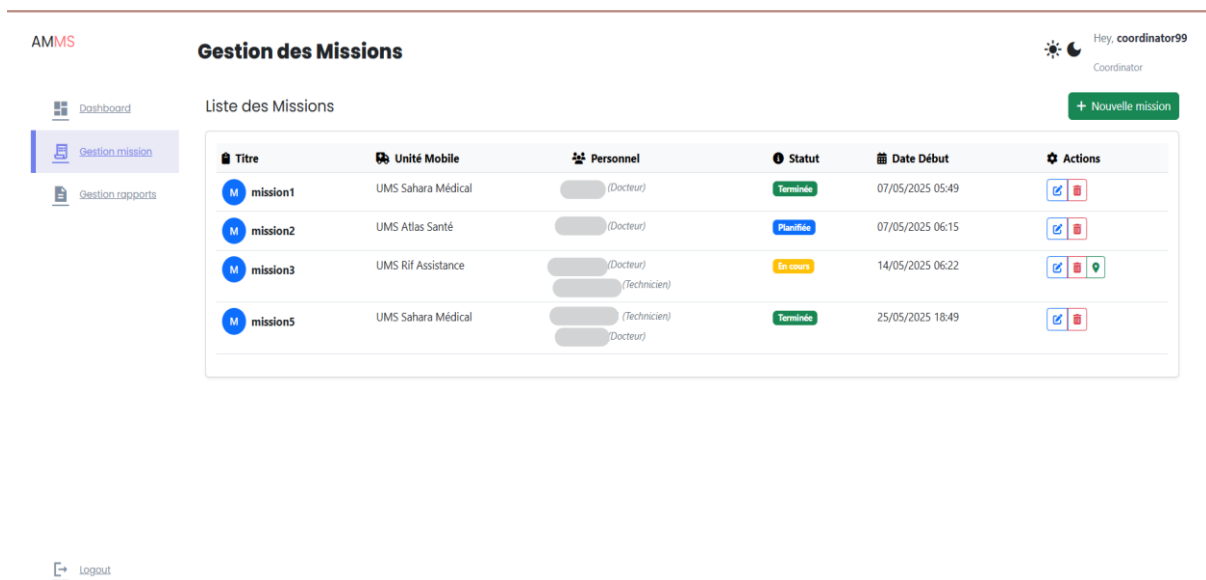 AMMS
Gestion des Missions
Hey, coordinator99
Coordinator
Dashboard
Gestion mission
Gestion rapports
Liste des Missions
+ Nouvelle mission
Titre Unité Mobile Personnel Statut Date Début Actions
M mission1 UMS Sahara Médical (Docteur) Terminée 07/05/2025 05:49
M mission2 UMS Atlas Santé (Docteur) Planifiée 07/05/2025 06:15
M mission3 UMS Rif Assistance (Docteur) En cours 14/05/2025 06:22
(Technicien)
M mission5 UMS Sahara Médical (Technicien) Terminée 25/05/2025 18:49
(Docteur)
Logout